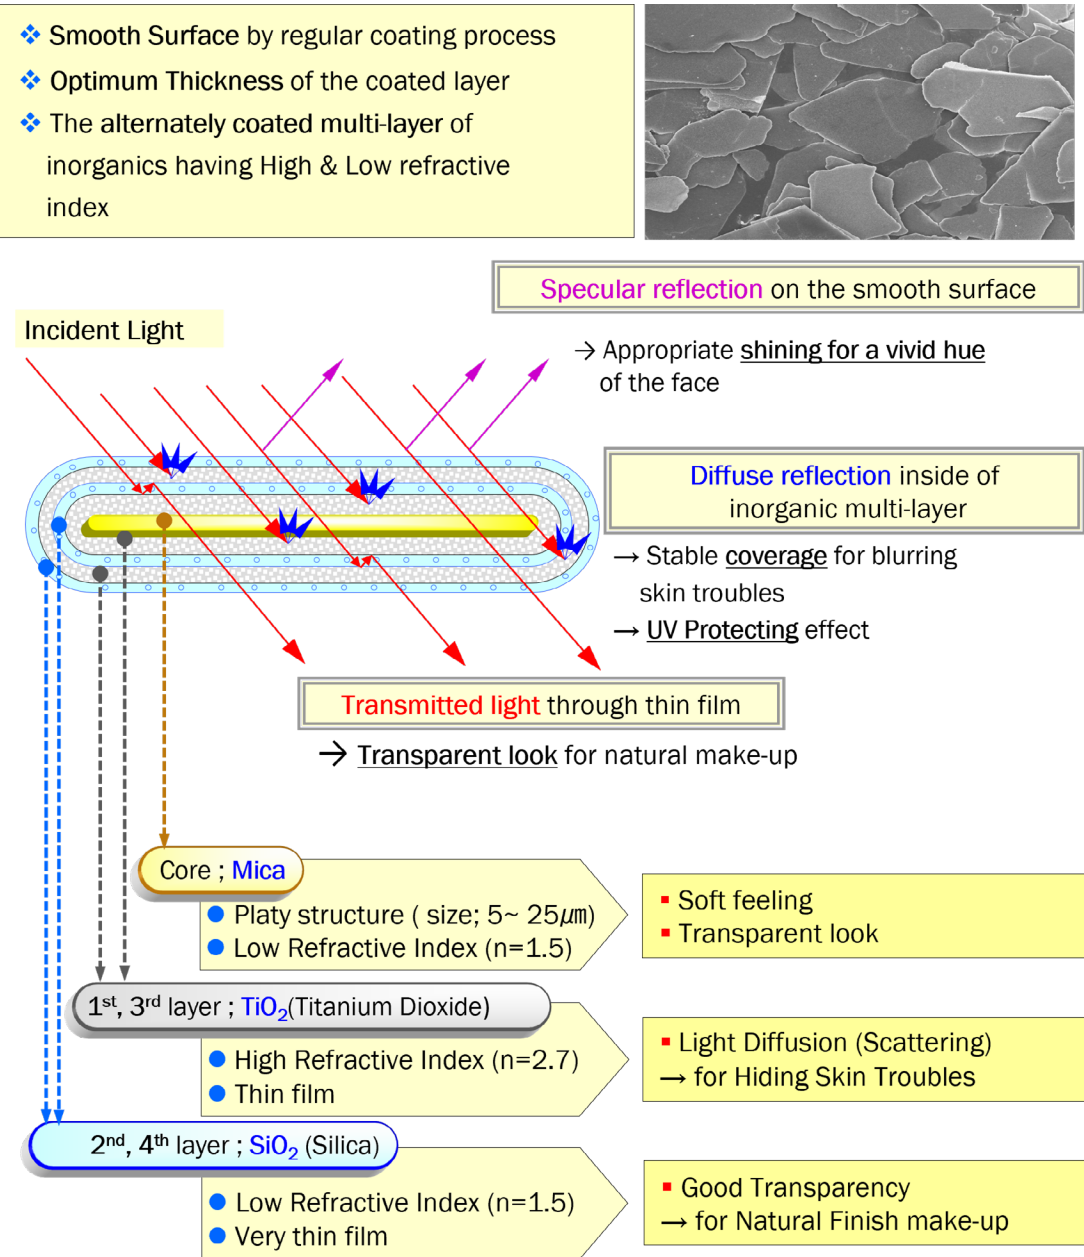 ❖ Smooth Surface by regular coating process
❖ Optimum Thickness of the coated layer
❖ The alternately coated multi-layer of
inorganics having High & Low refractive
index
Specular reflection on the smooth surface
Incident Light
→ Appropriate shining for a vivid hue
of the face
Diffuse reflection inside of
inorganic multi-layer
→ Stable coverage for blurring
skin troubles
→ UV Protecting effect
Transmitted light through thin film
→ Transparent look for natural make-up
Core ; Mica
● Platy structure ( size; 5~ 25㎛)
● Low Refractive Index (n=1.5)
▪ Soft feeling
▪ Transparent look
1st, 3rd layer ; TiO₂(Titanium Dioxide)
● High Refractive Index (n=2.7)
● Thin film
▪ Light Diffusion (Scattering)
→ for Hiding Skin Troubles
2nd, 4th layer ; SiO₂ (Silica)
● Low Refractive Index (n=1.5)
● Very thin film
▪ Good Transparency
→ for Natural Finish make-up